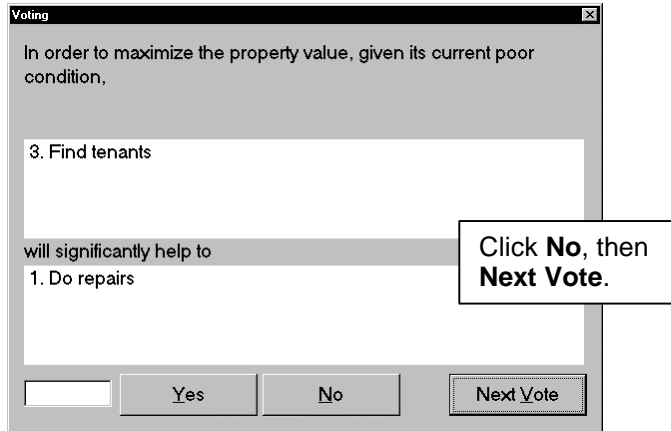 Voting
In order to maximize the property value, given its current poor
condition,
3. Find tenants
will significantly help to
1. Do repairs
Click No, then
Next Vote.
Yes
No
Next Vote